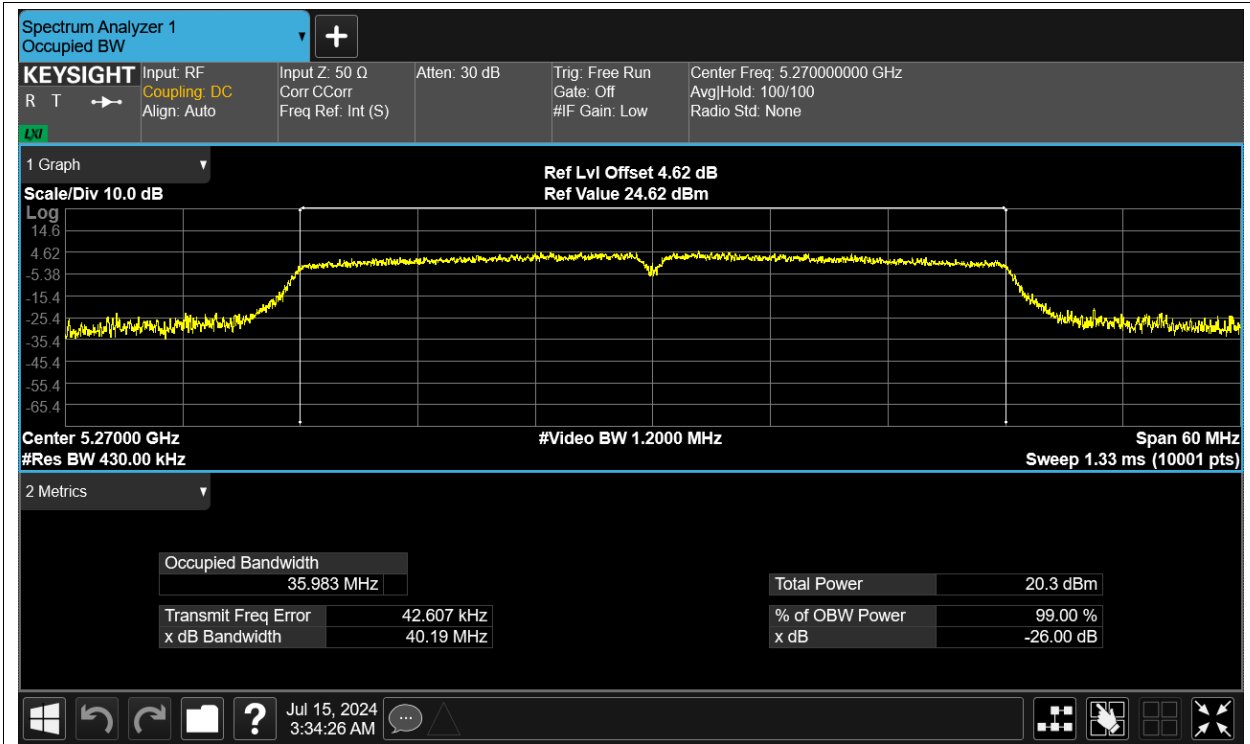 Spectrum Analyzer 1
Occupied BW
KEYSIGHT
R T
LXI
Input: RF
Coupling: DC
Align: Auto
Input Z: 50 Ω
Corr CCorr
Freq Ref: Int (S)
Atten: 30 dB
Trig: Free Run
Gate: Off
#IF Gain: Low
Center Freq: 5.270000000 GHz
Avg|Hold: 100/100
Radio Std: None
1 Graph
Scale/Div 10.0 dB
Ref Lvl Offset 4.62 dB
Ref Value 24.62 dBm
Log
14.6
4.62
-5.38
-15.4
-25.4
-35.4
-45.4
-55.4
-65.4
Center 5.27000 GHz
#Video BW 1.2000 MHz
Span 60 MHz
#Res BW 430.00 kHz
Sweep 1.33 ms (10001 pts)
2 Metrics
Occupied Bandwidth
35.983 MHz
Total Power 20.3 dBm
Transmit Freq Error 42.607 kHz
% of OBW Power 99.00 %
x dB Bandwidth 40.19 MHz
x dB -26.00 dB
?
Jul 15, 2024
3:34:26 AM